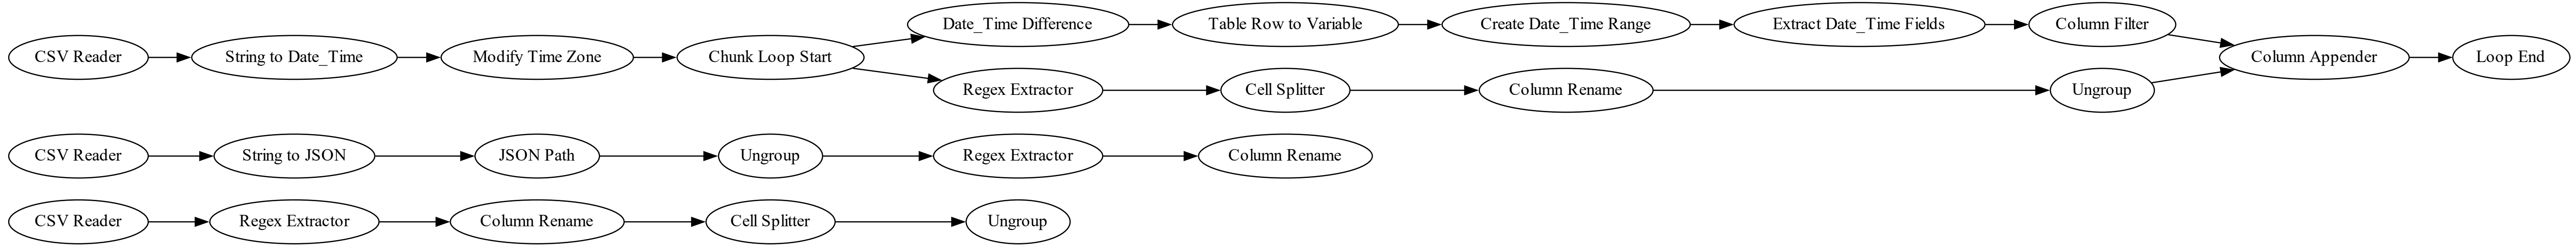 CSV Reader
String to Date_Time
Modify Time Zone
Chunk Loop Start
Date_Time Difference
Table Row to Variable
Create Date_Time Range
Extract Date_Time Fields
Column Filter
Regex Extractor
Cell Splitter
Column Rename
Ungroup
Column Appender
Loop End
CSV Reader
String to JSON
JSON Path
Ungroup
Regex Extractor
Column Rename
CSV Reader
Regex Extractor
Column Rename
Cell Splitter
Ungroup